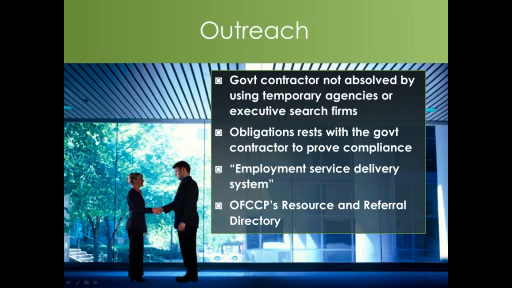 Outreach
Govt contractor not absolved by
using temporary agencies or
executive search firms
Obligations rests with the govt
contractor to prove compliance
“Employment service delivery
system”
OFCCP’s Resource and Referral
Directory